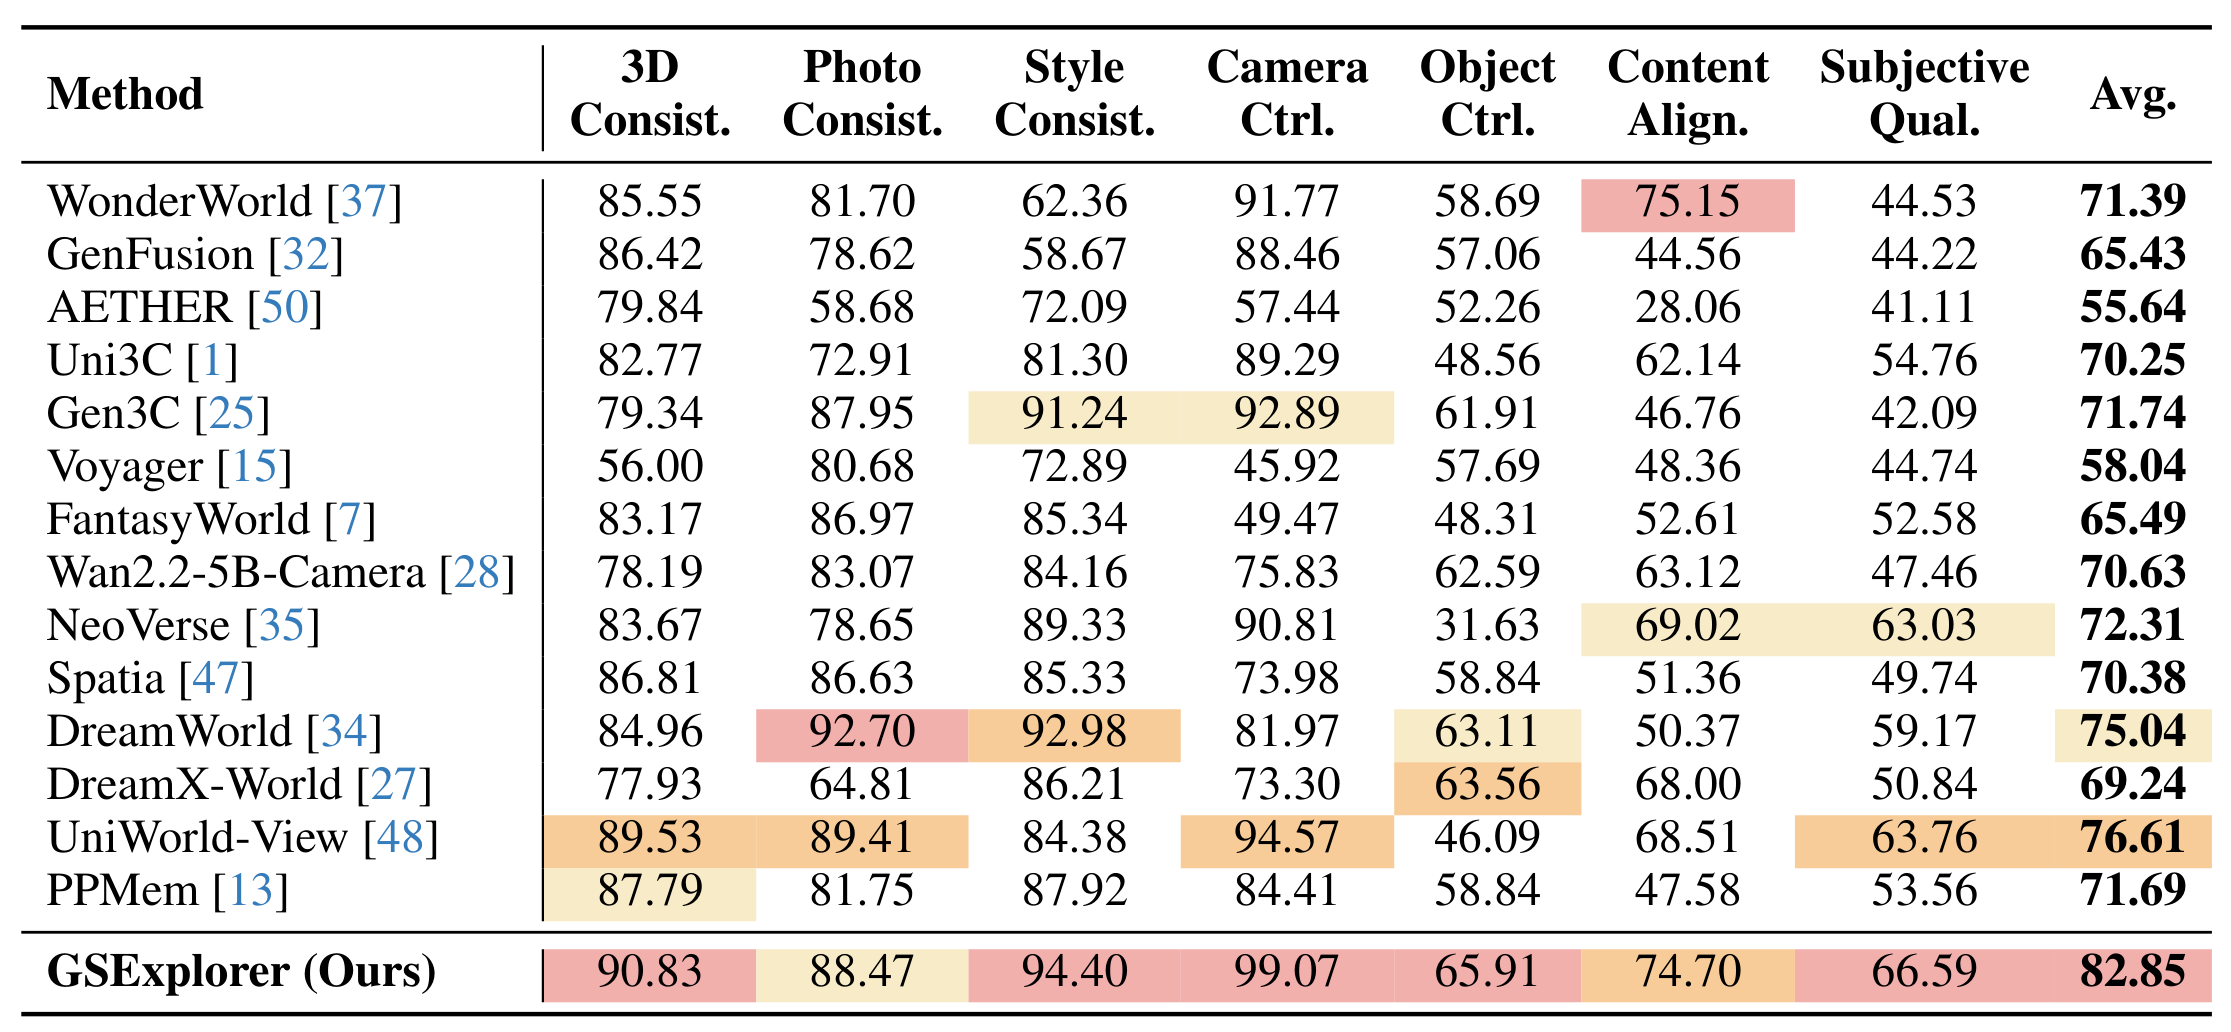 Method 3D Consist. Photo Consist. Style Consist. Camera Ctrl. Object Ctrl. Content Align. Subjective Qual. Avg.
WonderWorld [37] 85.55 81.70 62.36 91.77 58.69 75.15 44.53 71.39
GenFusion [32] 86.42 78.62 58.67 88.46 57.06 44.56 44.22 65.43
AETHER [50] 79.84 58.68 72.09 57.44 52.26 28.06 41.11 55.64
Uni3C [1] 82.77 72.91 81.30 89.29 48.56 62.14 54.76 70.25
Gen3C [25] 79.34 87.95 91.24 92.89 61.91 46.76 42.09 71.74
Voyager [15] 56.00 80.68 72.89 45.92 57.69 48.36 44.74 58.04
FantasyWorld [7] 83.17 86.97 85.34 49.47 48.31 52.61 52.58 65.49
Wan2.2-5B-Camera [28] 78.19 83.07 84.16 75.83 62.59 63.12 47.46 70.63
NeoVerse [35] 83.67 78.65 89.33 90.81 31.63 69.02 63.03 72.31
Spatia [47] 86.81 86.63 85.33 73.98 58.84 51.36 49.74 70.38
DreamWorld [34] 84.96 92.70 92.98 81.97 63.11 50.37 59.17 75.04
DreamX-World [27] 77.93 64.81 86.21 73.30 63.56 68.00 50.84 69.24
UniWorld-View [48] 89.53 89.41 84.38 94.57 46.09 68.51 63.76 76.61
PPMem [13] 87.79 81.75 87.92 84.41 58.84 47.58 53.56 71.69
GSExplorer (Ours) 90.83 88.47 94.40 99.07 65.91 74.70 66.59 82.85